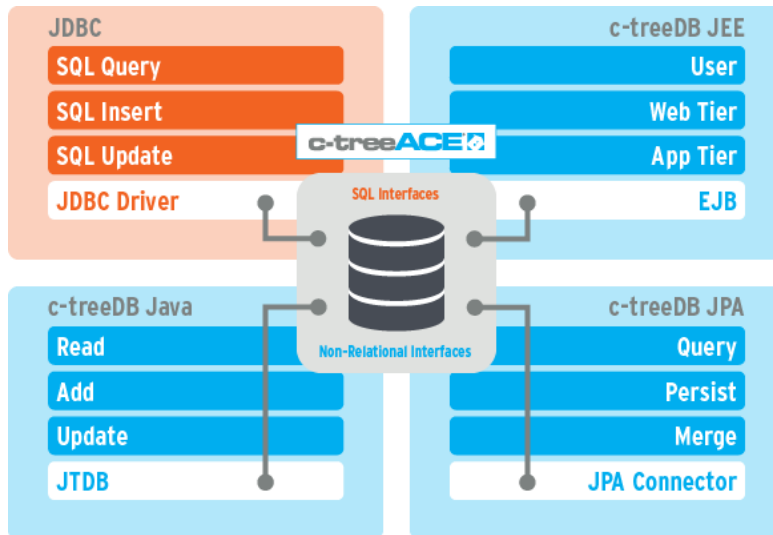 JDBC
SQL Query
SQL Insert
SQL Update
JDBC Driver
c-treeDB JEE
User
Web Tier
App Tier
EJB
c-treeACE
SQL Interfaces
Non-Relational Interfaces
c-treeDB Java
Read
Add
Update
JTDB
c-treeDB JPA
Query
Persist
Merge
JPA Connector